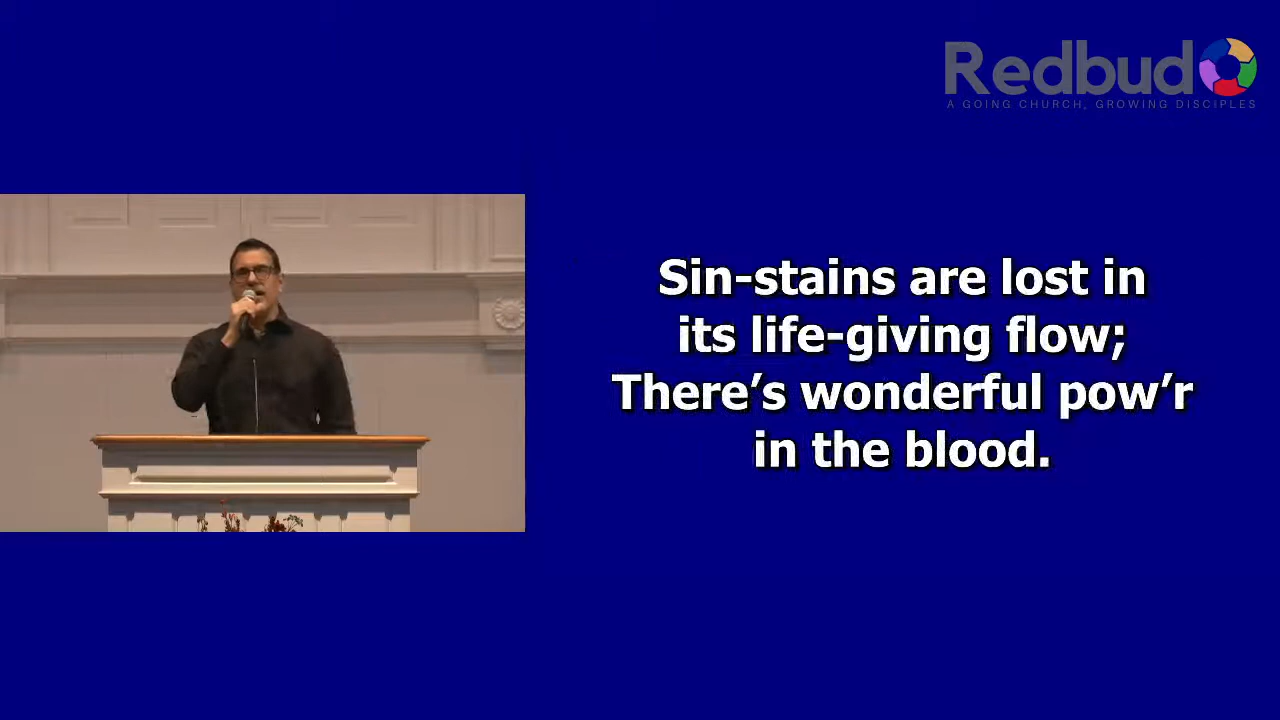 Redbud
A GOING CHURCH, GROWING DISCIPLES
Sin-stains are lost in
its life-giving flow;
There’s wonderful pow’r
in the blood.